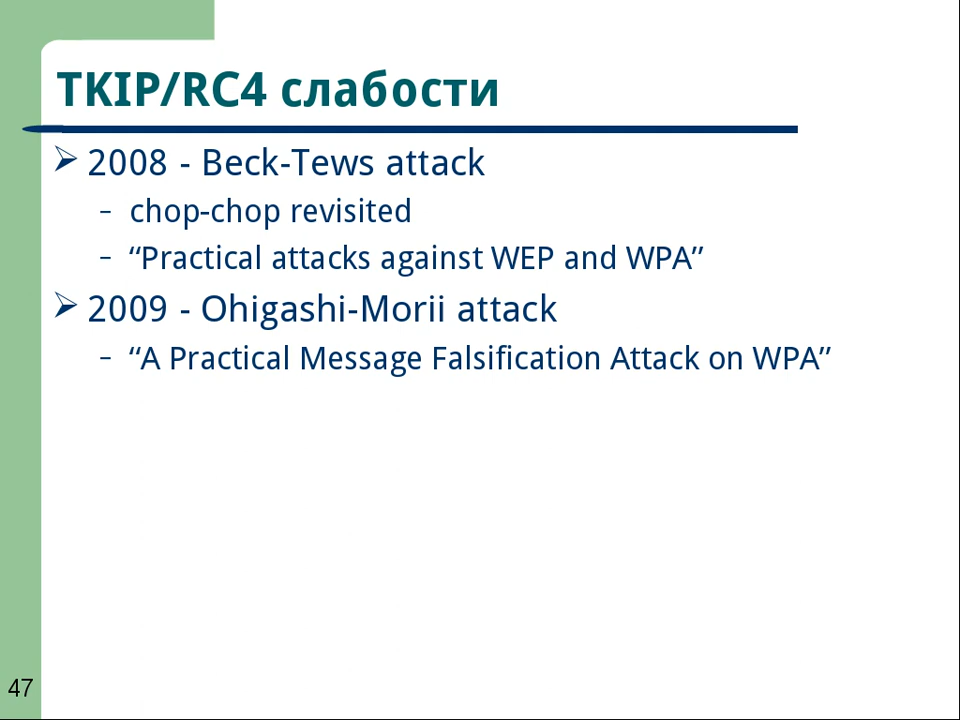 TKIP/RC4 слабости
➢ 2008 - Beck-Tews attack
– chop-chop revisited
– “Practical attacks against WEP and WPA”
➢ 2009 - Ohigashi-Morii attack
– “A Practical Message Falsification Attack on WPA”
47